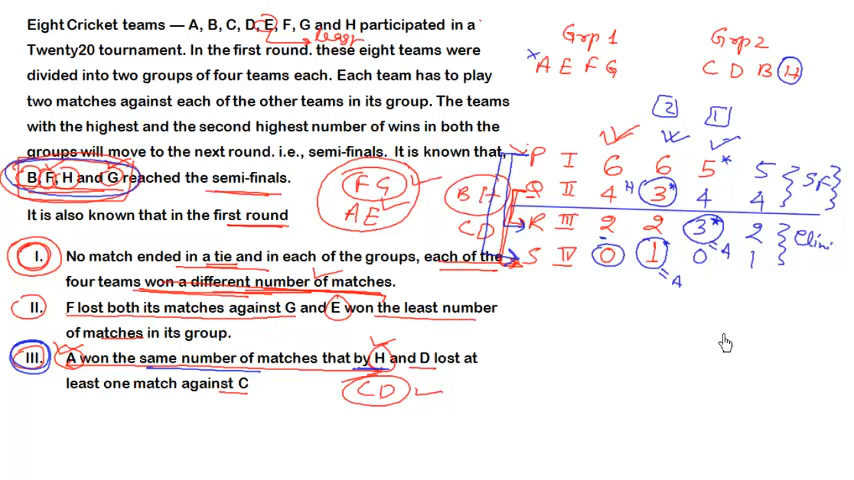 Eight Cricket teams — A, B, C, D, E, F, G and H participated in a
Twenty20 tournament. In the first round. these eight teams were
least
divided into two groups of four teams each. Each team has to play
two matches against each of the other teams in its group. The teams
with the highest and the second highest number of wins in both the
groups will move to the next round. i.e., semi-finals. It is known that,
B, F, H and G reached the semi-finals.
It is also known that in the first round
I. No match ended in a tie and in each of the groups, each of the
four teams won a different number of matches.
II. F lost both its matches against G and E won the least number
of matches in its group.
III. A won the same number of matches that by H and D lost at
least one match against C
F G
A E
B H
C D
C D
Grp 1 Grp 2
A E F G C D B H
2 1
P I 6 6 5* 5
Q II 4 H 3* 4 4
R III 2 2 3* 2
S IV 0 1* 0 1
=A
=A
SF
Elimi